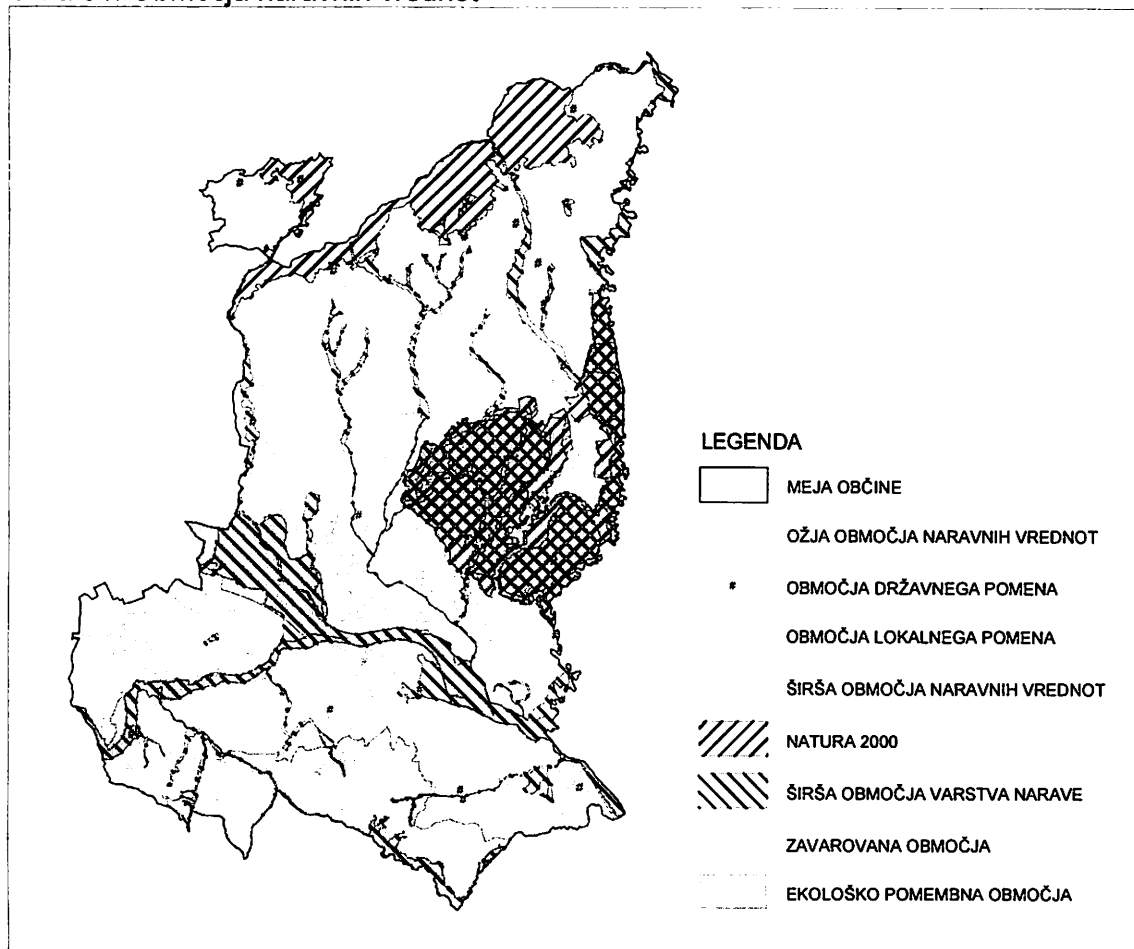 LEGENDA
MEJA OBČINE
OŽJA OBMOČJA NARAVNIH VREDNOT
OBMOČJA DRŽAVNEGA POMENA
OBMOČJA LOKALNEGA POMENA
ŠIRŠA OBMOČJA NARAVNIH VREDNOT
NATURA 2000
ŠIRŠA OBMOČJA VARSTVA NARAVE
ZAVAROVANA OBMOČJA
EKOLOŠKO POMEMBNA OBMOČJA